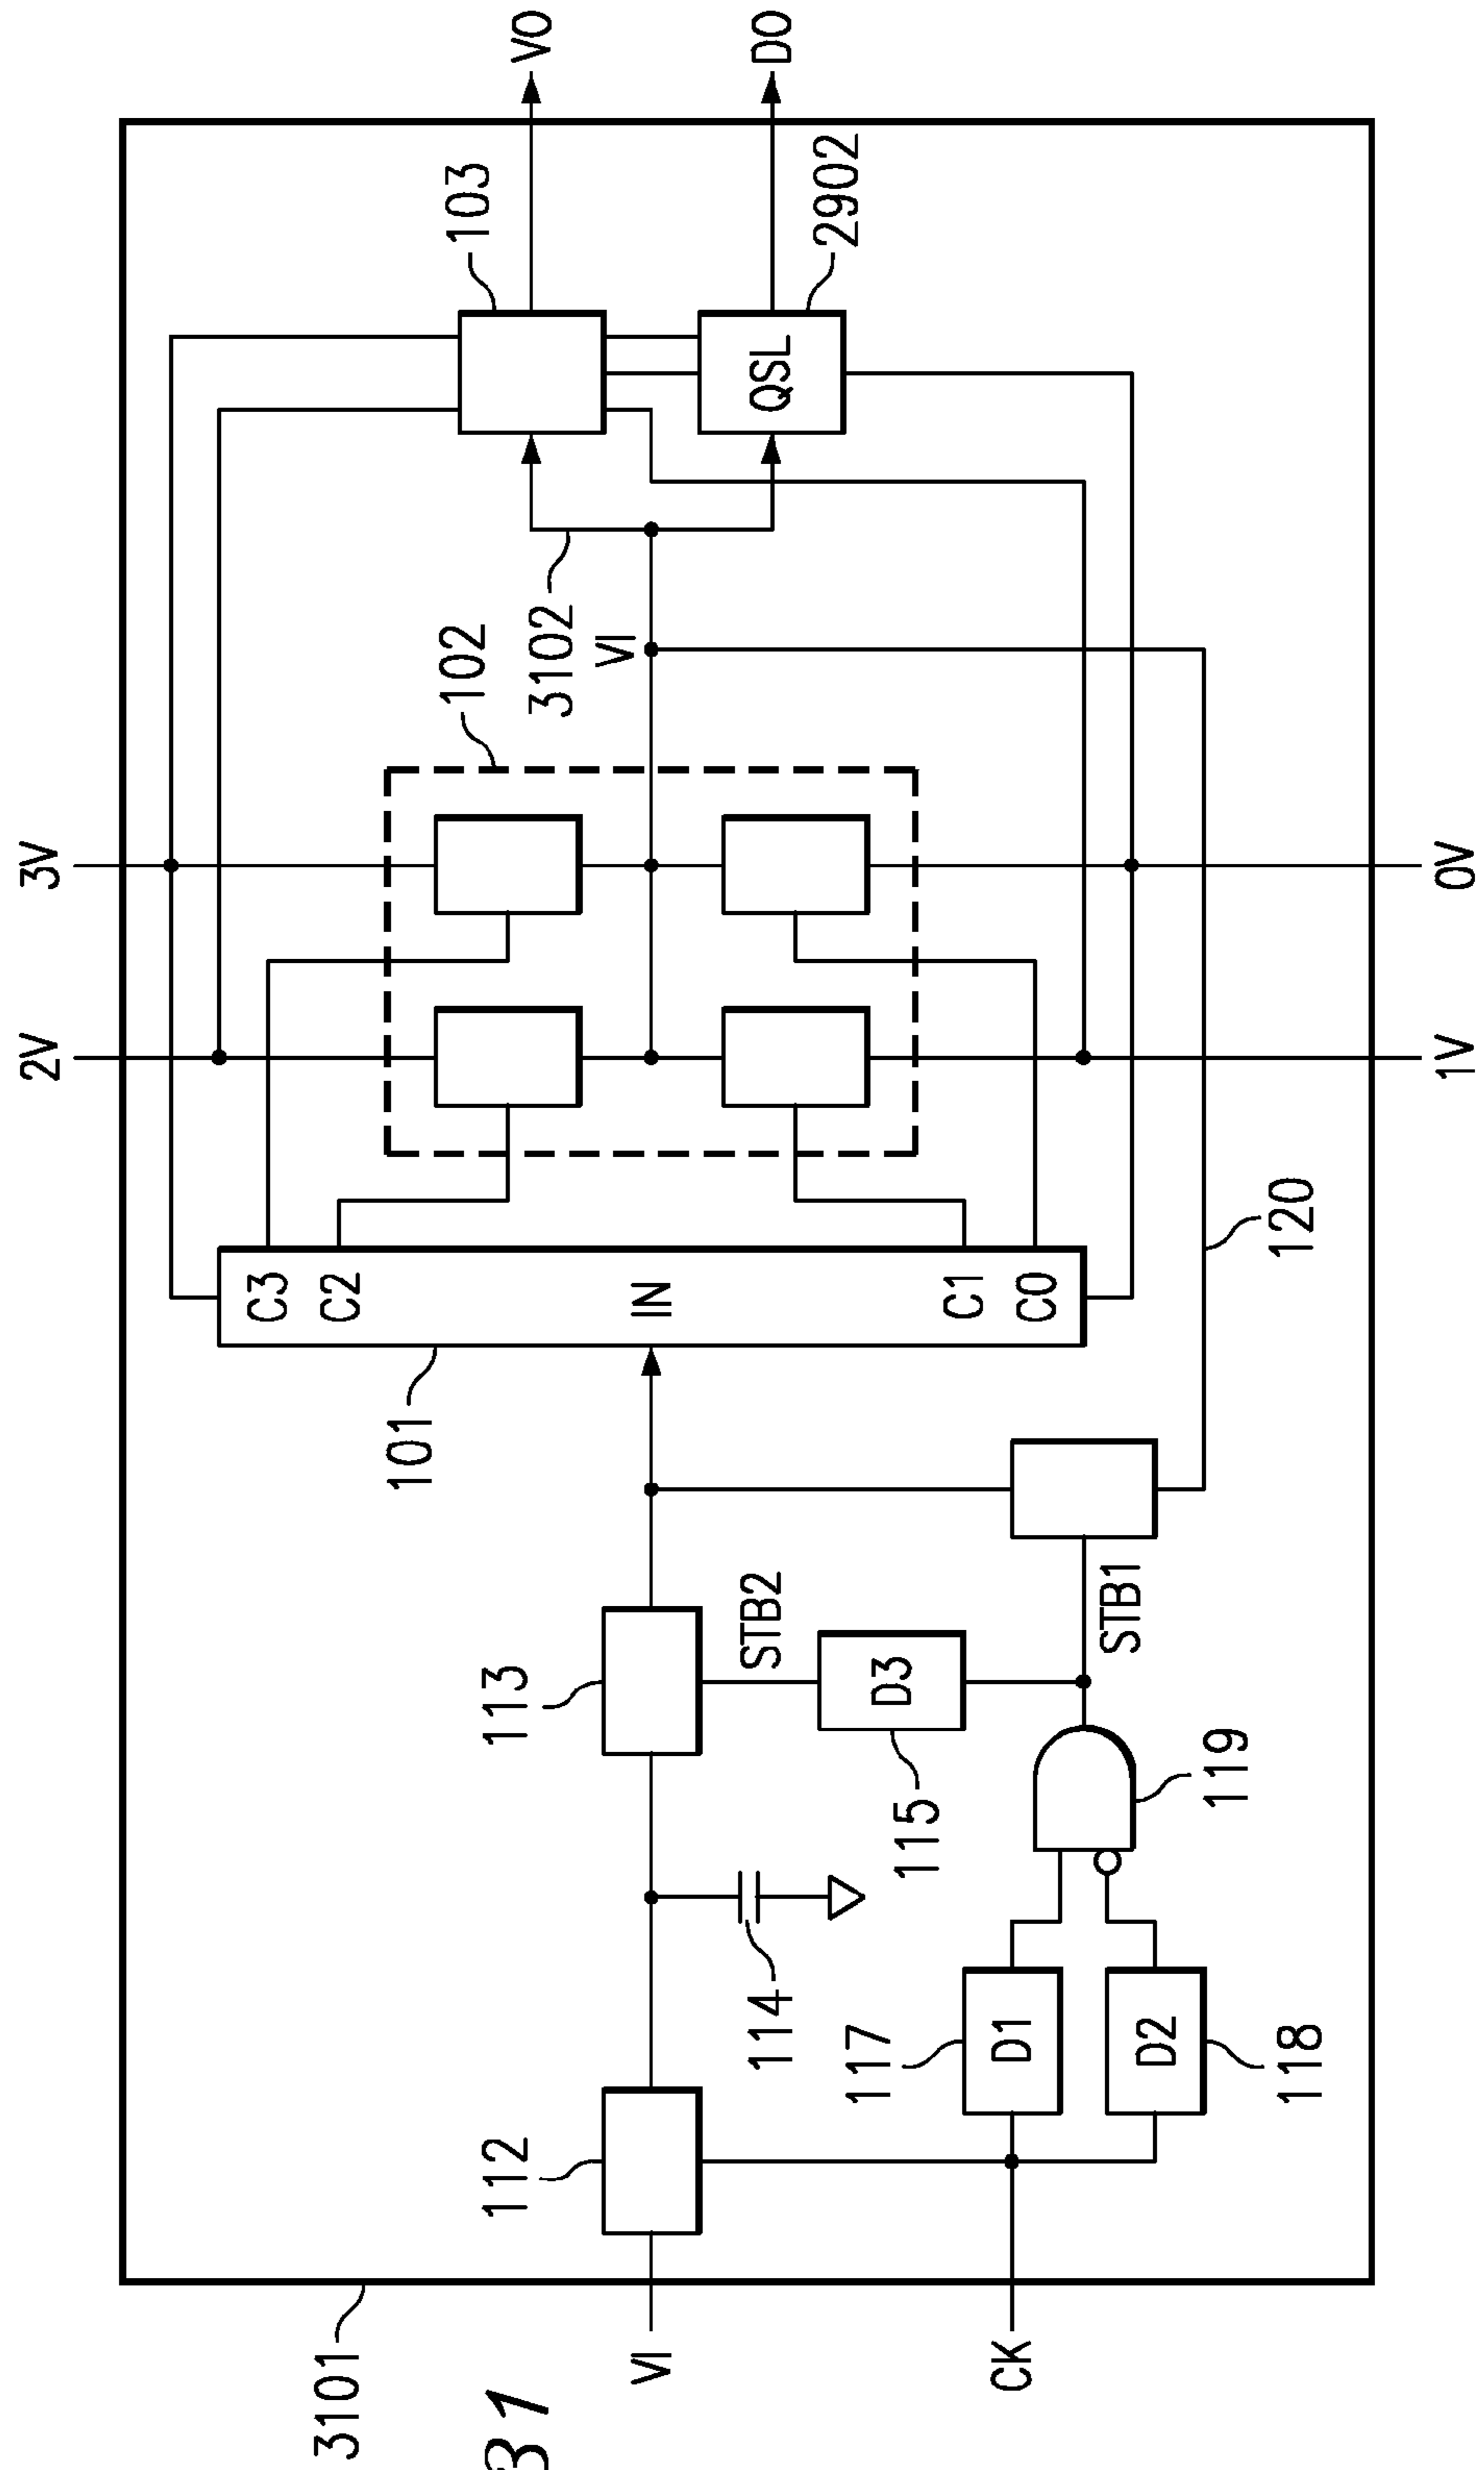 2V
3V
C3
3101
C2
101
102
103
31
112
113
VO
3102
VI
VI
IN
114
STB2
QSL
DO
2902
117
D3
115
C1
CK
D1
C0
STB1
D2
119
118
120
1V
0V